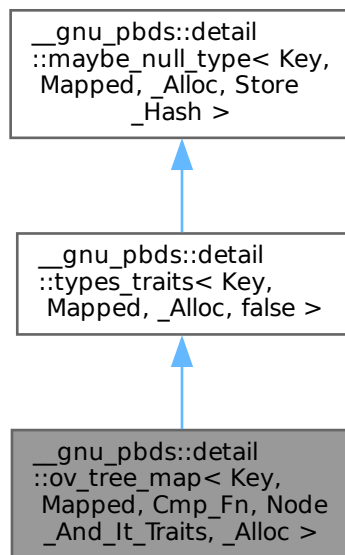 __gnu_pbds::detail
::maybe_null_type< Key,
Mapped, _Alloc, Store
_Hash >
__gnu_pbds::detail
::types_traits< Key,
Mapped, _Alloc, false >
__gnu_pbds::detail
::ov_tree_map< Key,
Mapped, Cmp_Fn, Node
_And_It_Traits, _Alloc >